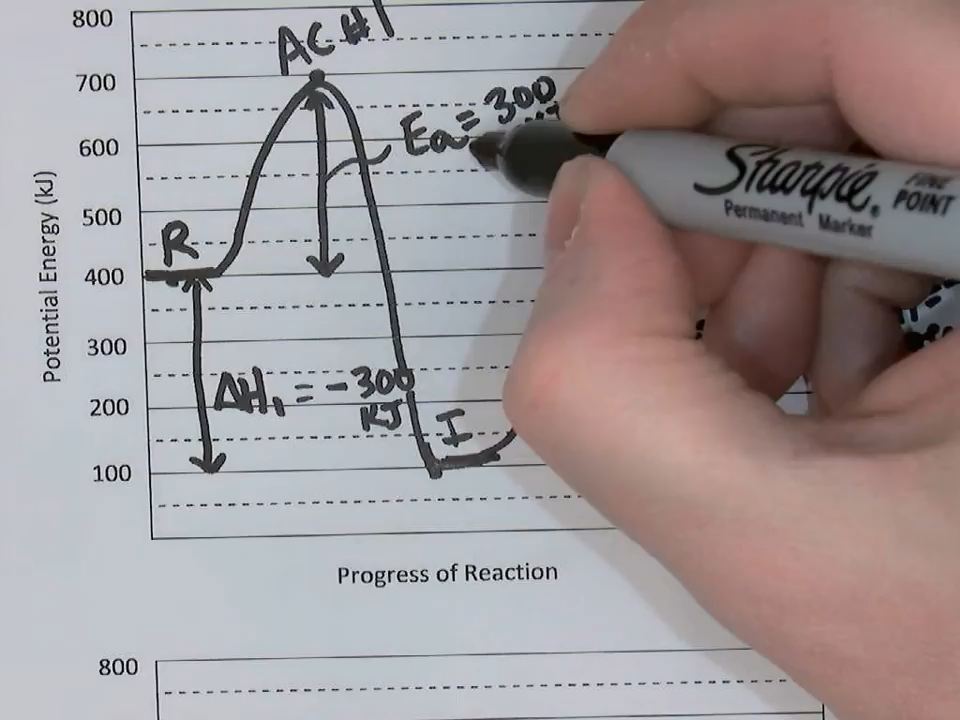 800
AC#1
700
Ea = 300
600
Potential Energy (kJ)
500
R
400
300
ΔH₁ = -300
KJ
200
I
100
Progress of Reaction
800
Sharpie®
FINE
POINT
Permanent Marker